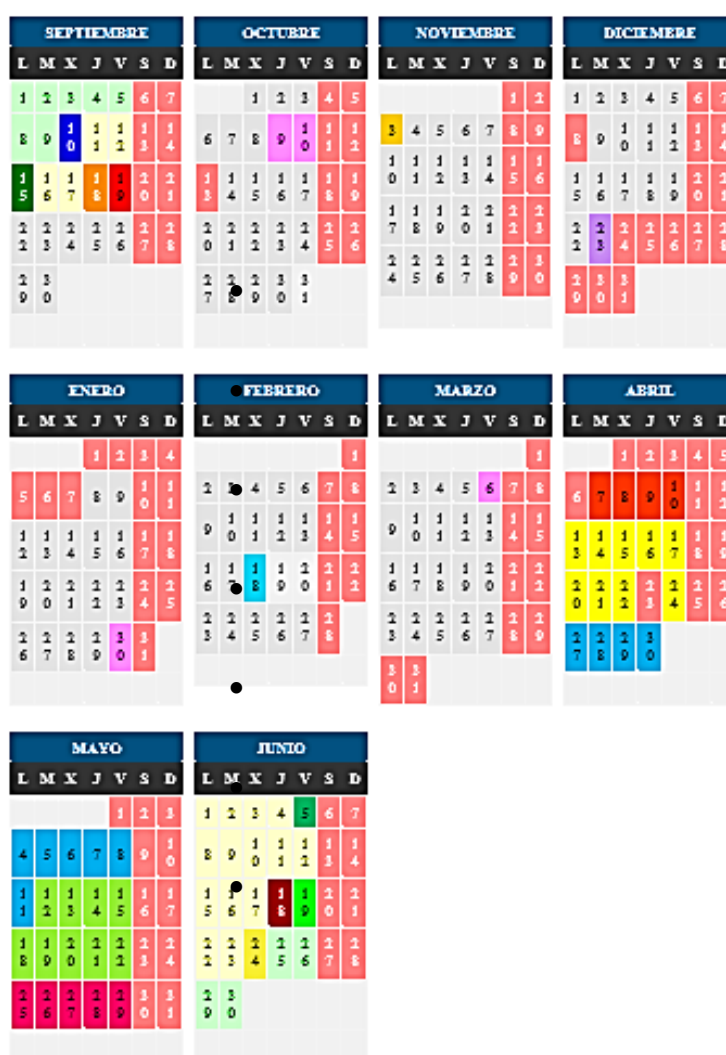 SEPTIEMBRE OCTUBRE NOVIEMBRE DICIEMBRE
L M X J V S D L M X J V S D L M X J V S D L M X J V S D
1 2 3 4 5 6 7 1 2 3 4 5 1 2 1 2 3 4 5 6 7
8 9 10 11 12 13 14 6 7 8 9 10 11 12 3 4 5 6 7 8 9 8 9 10 11 12 13 14
15 16 17 18 19 20 21 13 14 15 16 17 18 19 10 11 12 13 14 15 16 15 16 17 18 19 20 21
22 23 24 25 26 27 28 20 21 22 23 24 25 26 17 18 19 20 21 22 23 22 23 24 25 26 27 28
29 30 27 28 29 30 31 24 25 26 27 28 29 30 29 30 31
ENERO FEBRERO MARZO ABRIL
L M X J V S D L M X J V S D L M X J V S D L M X J V S D
1 2 3 4 1 1 1 2 3 4 5
5 6 7 8 9 10 11 2 3 4 5 6 7 8 2 3 4 5 6 7 8 6 7 8 9 10 11 12
12 13 14 15 16 17 18 9 10 11 12 13 14 15 9 10 11 12 13 14 15 13 14 15 16 17 18 19
19 20 21 22 23 24 25 16 17 18 19 20 21 22 16 17 18 19 20 21 22 20 21 22 23 24 25 26
26 27 28 29 30 31 23 24 25 26 27 28 23 24 25 26 27 28 29 27 28 29 30
30 31
MAYO JUNIO
L M X J V S D L M X J V S D
1 2 3 1 2 3 4 5 6 7
4 5 6 7 8 9 10 8 9 10 11 12 13 14
11 12 13 14 15 16 17 15 16 17 18 19 20 21
18 19 20 21 22 23 24 22 23 24 25 26 27 28
25 26 27 28 29 30 31 29 30